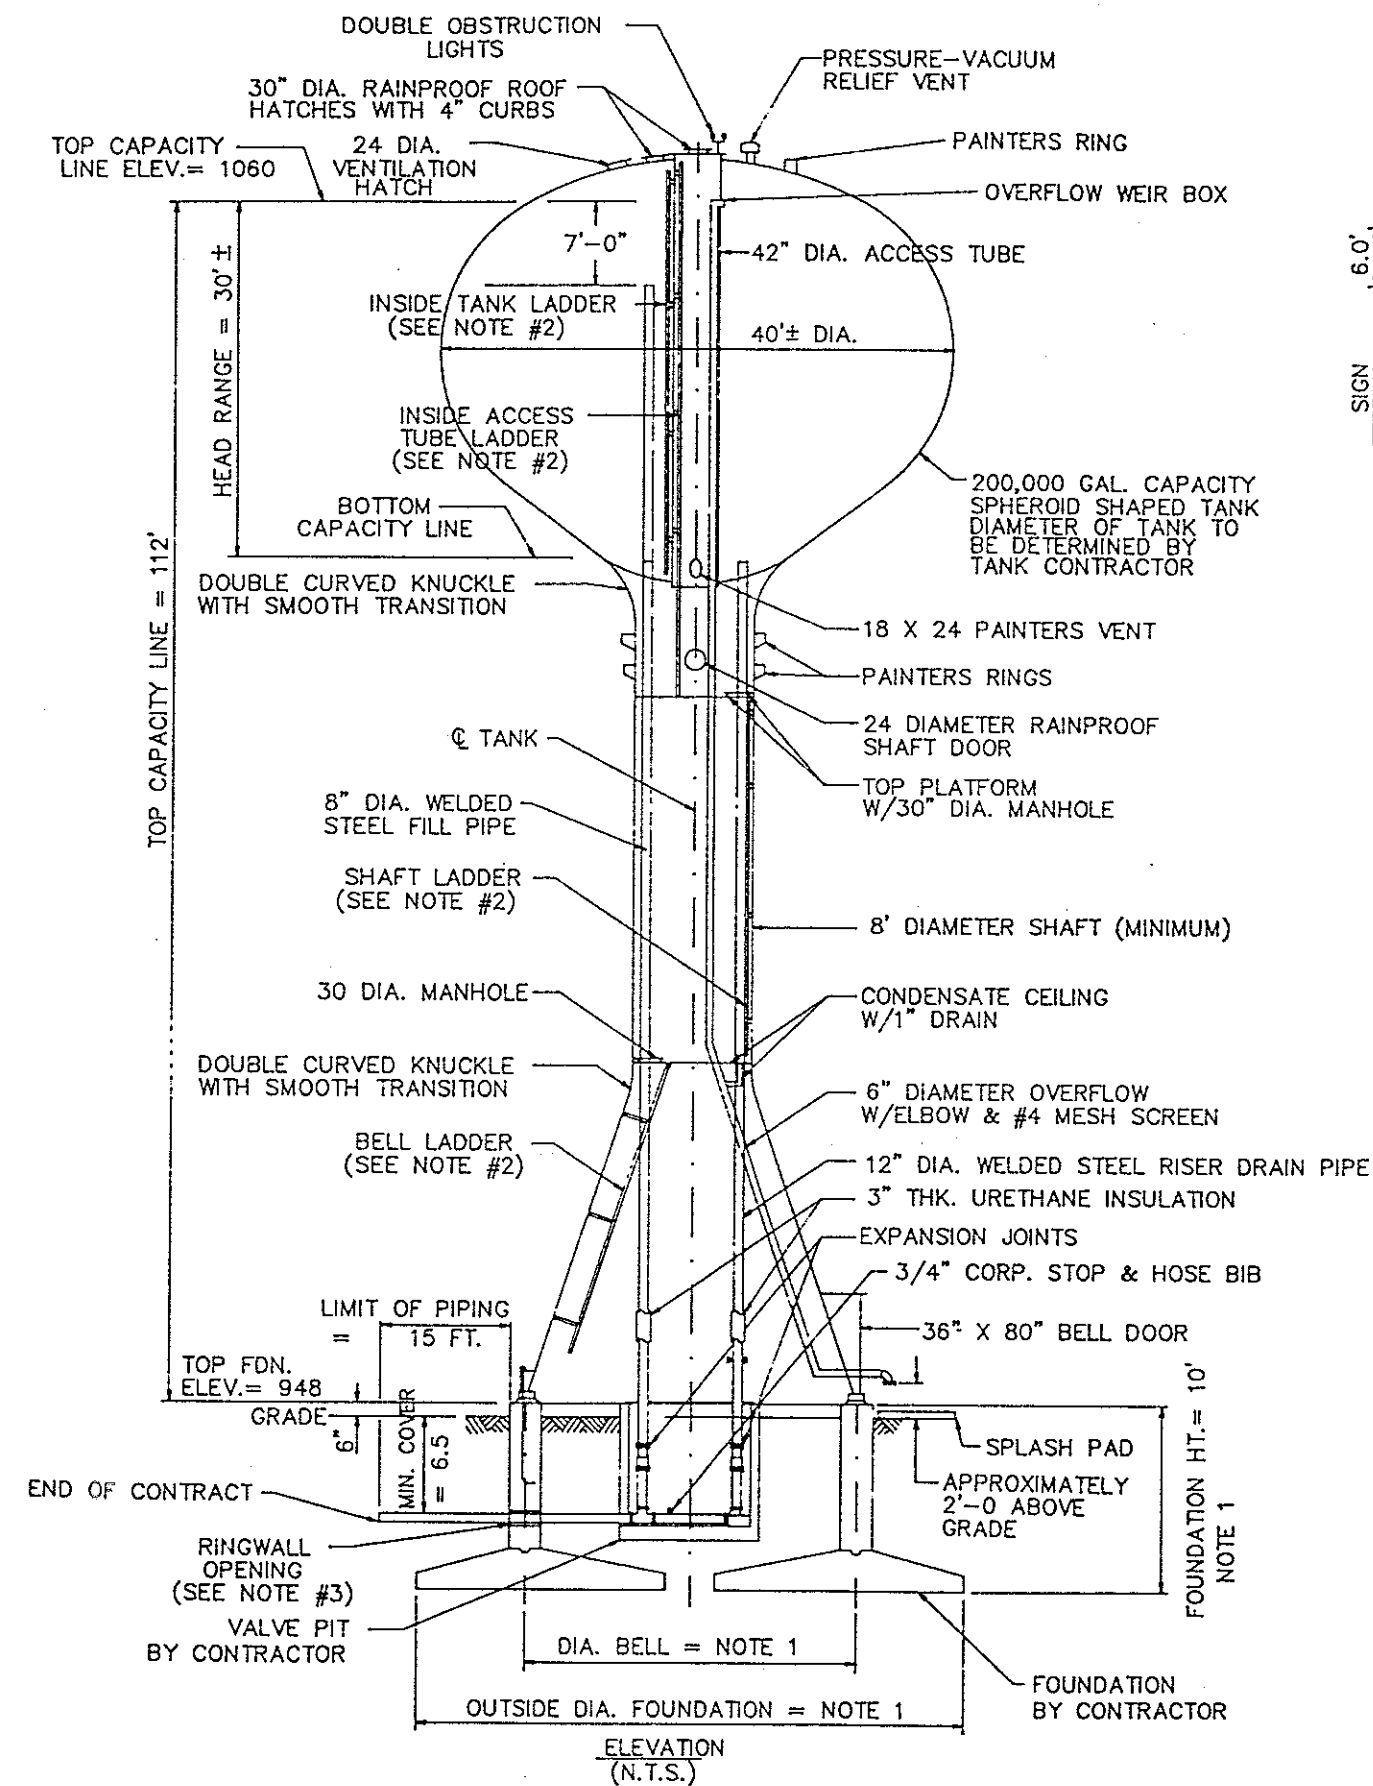 DOUBLE OBSTRUCTION
LIGHTS
PRESSURE-VACUUM
RELIEF VENT
30" DIA. RAINPROOF ROOF
HATCHES WITH 4" CURBS
TOP CAPACITY
LINE ELEV.= 1060
24 DIA.
VENTILATION
HATCH
PAINTERS RING
OVERFLOW WEIR BOX
7'-0"
42" DIA. ACCESS TUBE
6.0'
SIGN
HEAD RANGE = 30'±
INSIDE TANK LADDER
(SEE NOTE #2)
40'± DIA.
INSIDE ACCESS
TUBE LADDER
(SEE NOTE #2)
200,000 GAL. CAPACITY
SPHEROID SHAPED TANK
DIAMETER OF TANK TO
BE DETERMINED BY
TANK CONTRACTOR
BOTTOM
CAPACITY LINE
TOP CAPACITY LINE = 112'
DOUBLE CURVED KNUCKLE
WITH SMOOTH TRANSITION
18 X 24 PAINTERS VENT
PAINTERS RINGS
℄ TANK
24 DIAMETER RAINPROOF
SHAFT DOOR
TOP PLATFORM
W/30" DIA. MANHOLE
8" DIA. WELDED
STEEL FILL PIPE
SHAFT LADDER
(SEE NOTE #2)
8' DIAMETER SHAFT (MINIMUM)
30 DIA. MANHOLE
CONDENSATE CEILING
W/1" DRAIN
DOUBLE CURVED KNUCKLE
WITH SMOOTH TRANSITION
6" DIAMETER OVERFLOW
W/ELBOW & #4 MESH SCREEN
BELL LADDER
(SEE NOTE #2)
12" DIA. WELDED STEEL RISER DRAIN PIPE
3" THK. URETHANE INSULATION
EXPANSION JOINTS
3/4" CORP. STOP & HOSE BIB
LIMIT OF PIPING
= 15 FT.
36" X 80" BELL DOOR
TOP FDN.
ELEV.= 948
GRADE
6"
MIN. COVER
= 6.5
SPLASH PAD
END OF CONTRACT
APPROXIMATELY
2'-0 ABOVE
GRADE
FOUNDATION HT.= 10'
NOTE 1
RINGWALL
OPENING
(SEE NOTE #3)
VALVE PIT
BY CONTRACTOR
DIA. BELL = NOTE 1
FOUNDATION
BY CONTRACTOR
OUTSIDE DIA. FOUNDATION = NOTE 1
ELEVATION
(N.T.S.)